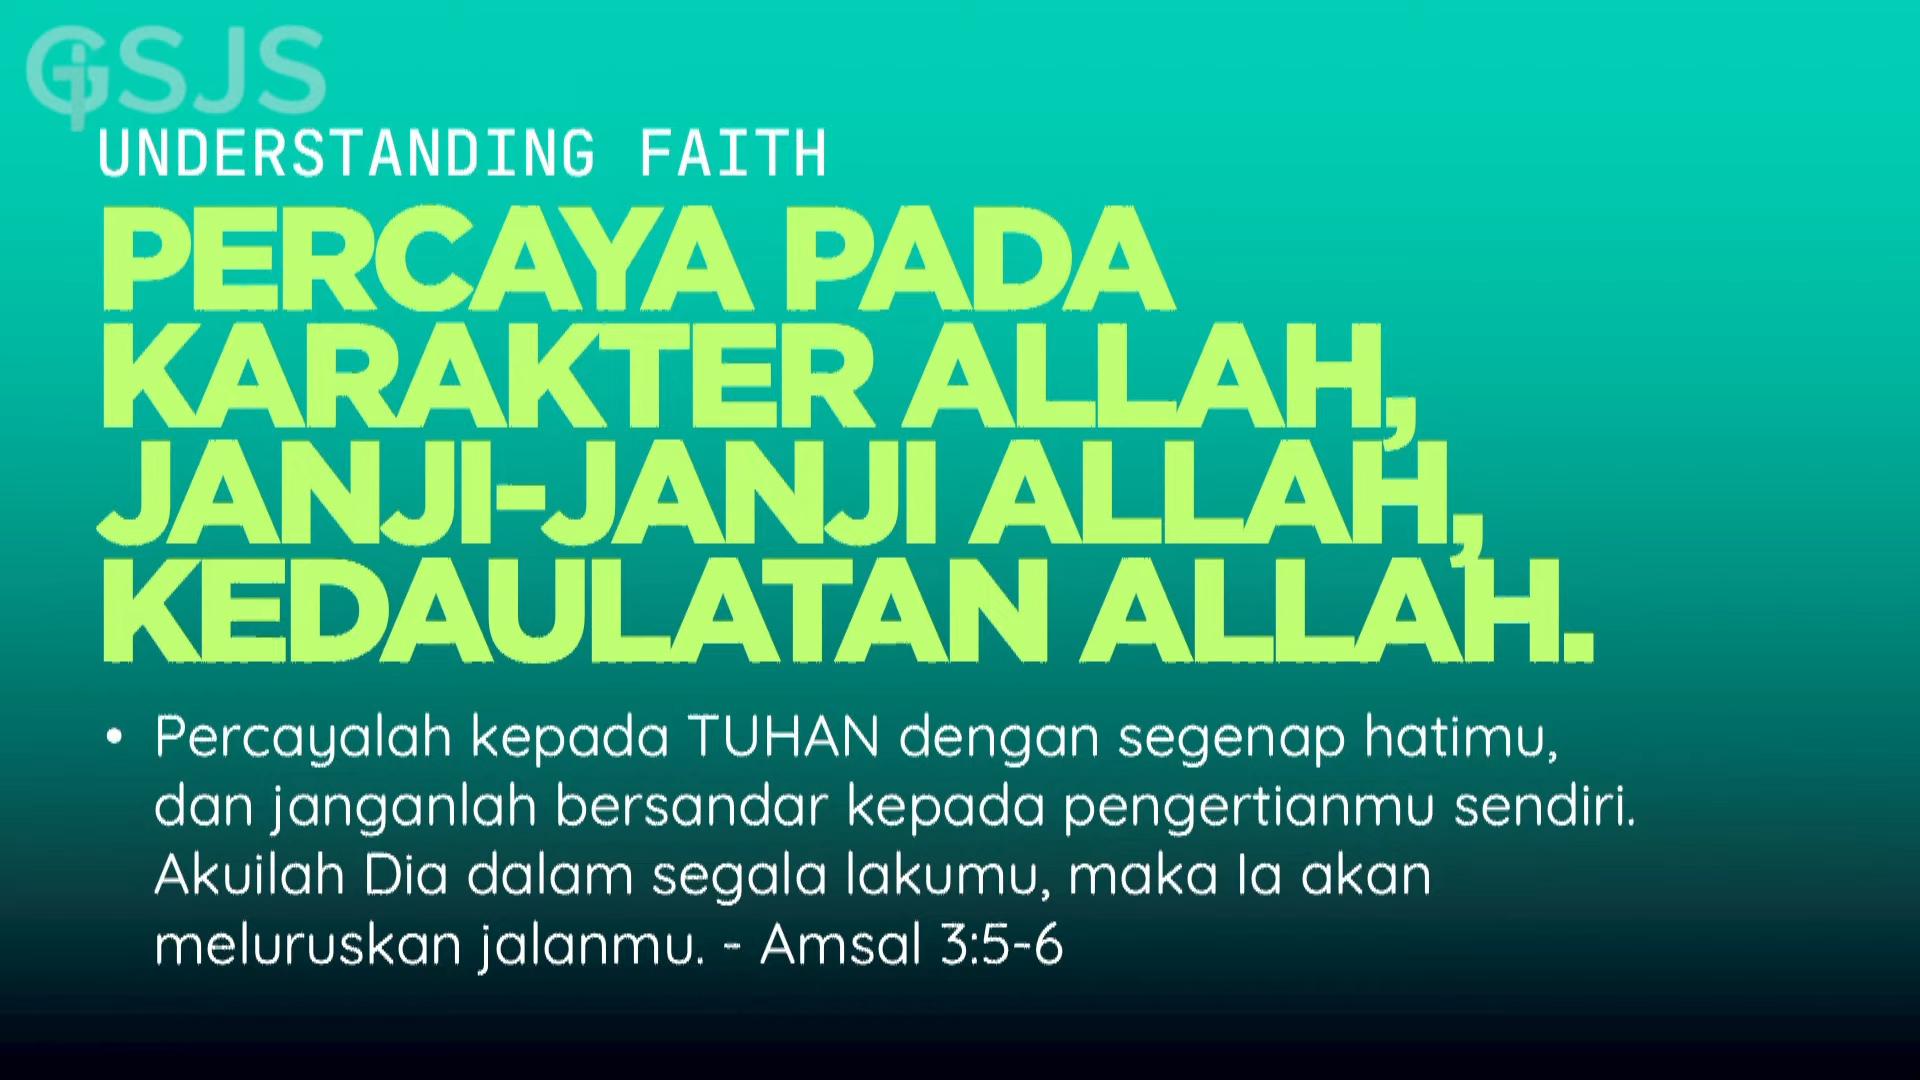 GSJS
UNDERSTANDING FAITH
PERCAYA PADA
KARAKTER ALLAH,
JANJI-JANJI ALLAH,
KEDAULATAN ALLAH.
• Percayalah kepada TUHAN dengan segenap hatimu,
dan janganlah bersandar kepada pengertianmu sendiri.
Akuilah Dia dalam segala lakumu, maka Ia akan
meluruskan jalanmu. - Amsal 3:5-6